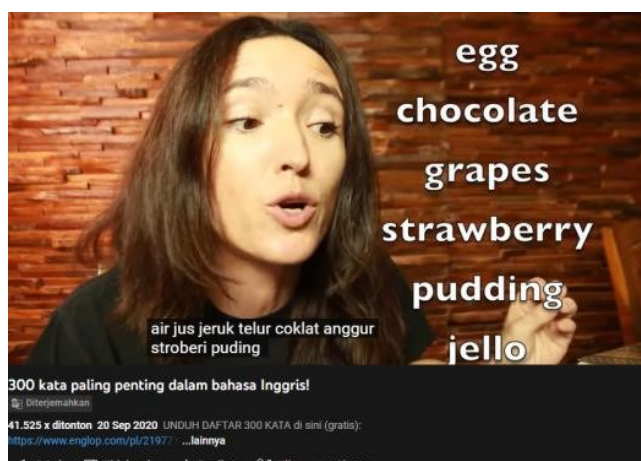 egg
chocolate
grapes
strawberry
pudding
jello
air jus jeruk telur coklat anggur
stroberi puding
300 kata paling penting dalam bahasa Inggris!
Diterjemahkan
41.525 x ditonton 20 Sep 2020 UNDUH DAFTAR 300 KATA di sini (gratis):
https://www.englop.com/pl/21977 ...lainnya